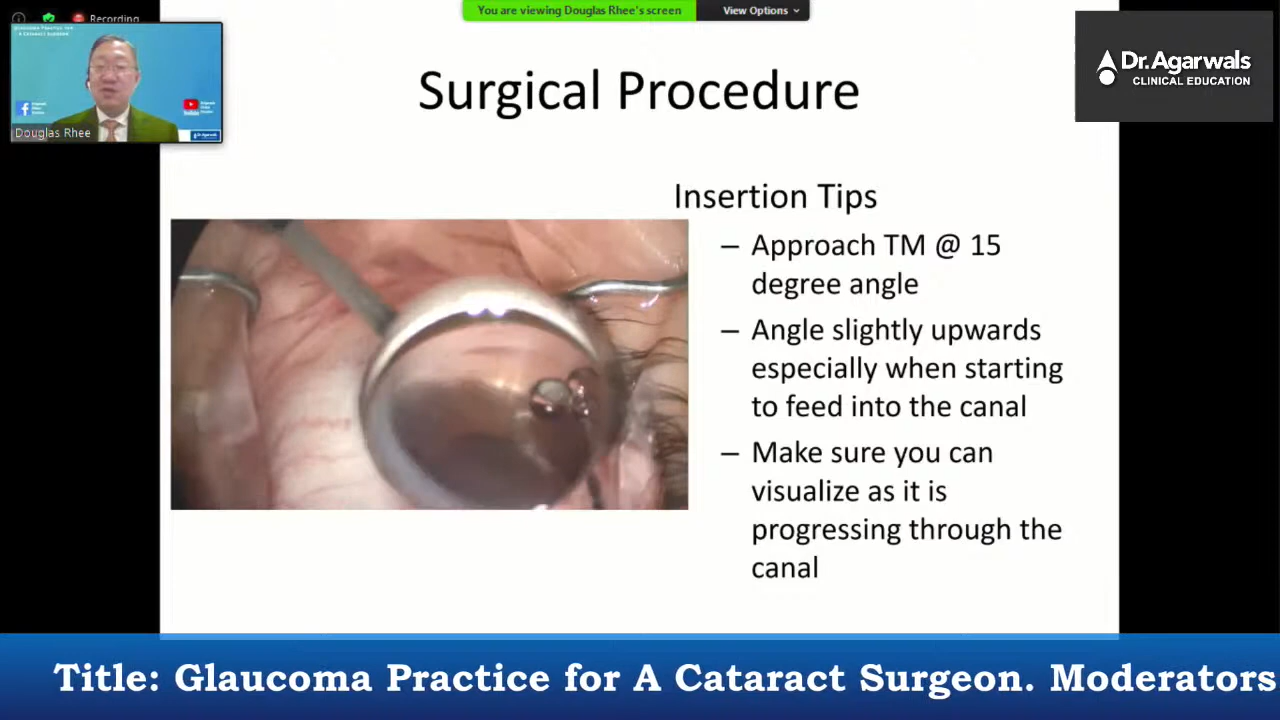 Recording
You are viewing Douglas Rhee's screen
View Options
Douglas Rhee
Dr.Agarwals
CLINICAL EDUCATION
Surgical Procedure
Insertion Tips
– Approach TM @ 15
degree angle
– Angle slightly upwards
especially when starting
to feed into the canal
– Make sure you can
visualize as it is
progressing through the
canal
Title: Glaucoma Practice for A Cataract Surgeon. Moderators